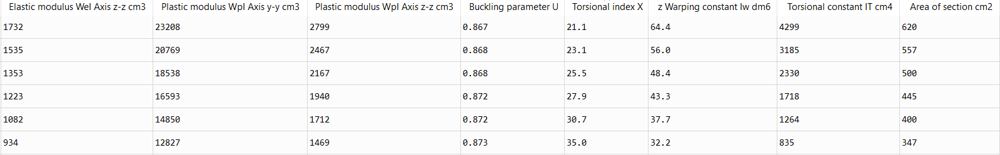 Elastic modulus Wel Axis z-z cm3 Plastic modulus Wpl Axis y-y cm3 Plastic modulus Wpl Axis z-z cm3 Buckling parameter U Torsional index X z Warping constant Iw dm6 Torsional constant IT cm4 Area of section cm2
1732 23208 2799 0.867 21.1 64.4 4299 620
1535 20769 2467 0.868 23.1 56.0 3185 557
1353 18538 2167 0.868 25.5 48.4 2330 500
1223 16593 1940 0.872 27.9 43.3 1718 445
1082 14850 1712 0.872 30.7 37.7 1264 400
934 12827 1469 0.873 35.0 32.2 835 347